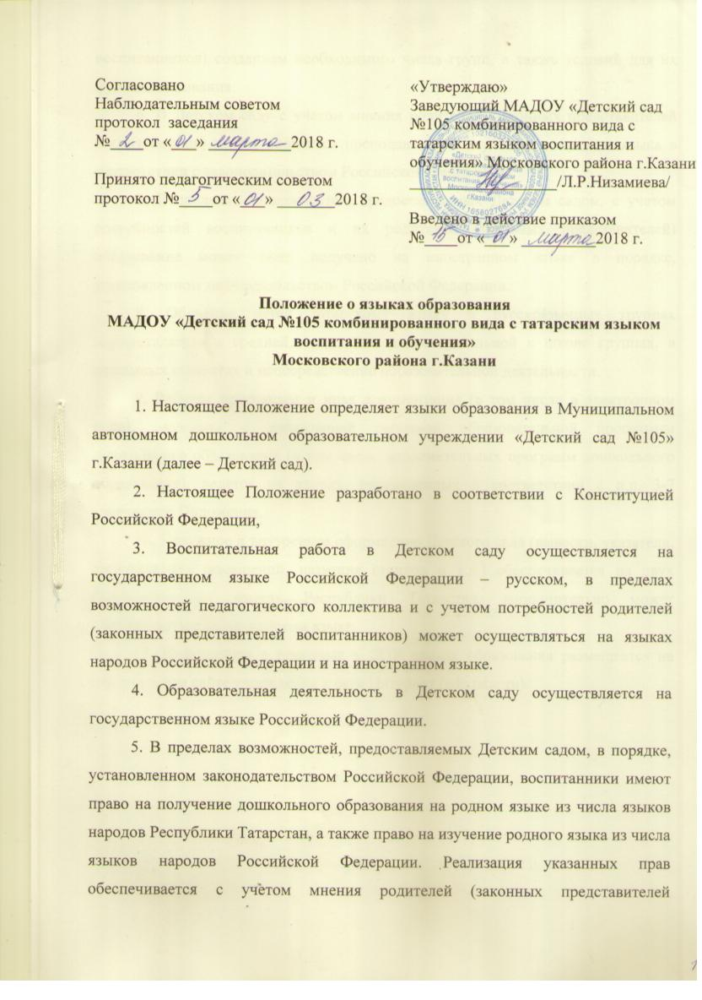 Согласовано
Наблюдательным советом
протокол заседания
№ 2 от «01» марта 2018 г.
Принято педагогическим советом
протокол № 5 от «01» 03 2018 г.
«Утверждаю»
Заведующий МАДОУ «Детский сад
№105 комбинированного вида с
татарским языком воспитания и
обучения» Московского района г.Казани
/Л.Р.Низамиева/
ИНН 1658027684
Введено в действие приказом
№ 15 от «01» марта 2018 г.
Положение о языках образования
МАДОУ «Детский сад №105 комбинированного вида с татарским языком
воспитания и обучения»
Московского района г.Казани
1. Настоящее Положение определяет языки образования в Муниципальном
автономном дошкольном образовательном учреждении «Детский сад №105»
г.Казани (далее – Детский сад).
2. Настоящее Положение разработано в соответствии с Конституцией
Российской Федерации,
3. Воспитательная работа в Детском саду осуществляется на
государственном языке Российской Федерации – русском, в пределах
возможностей педагогического коллектива и с учетом потребностей родителей
(законных представителей воспитанников) может осуществляться на языках
народов Российской Федерации и на иностранном языке.
4. Образовательная деятельность в Детском саду осуществляется на
государственном языке Российской Федерации.
5. В пределах возможностей, предоставляемых Детским садом, в порядке,
установленном законодательством Российской Федерации, воспитанники имеют
право на получение дошкольного образования на родном языке из числа языков
народов Республики Татарстан, а также право на изучение родного языка из числа
языков народов Российской Федерации. Реализация указанных прав
обеспечивается с учетом мнения родителей (законных представителей